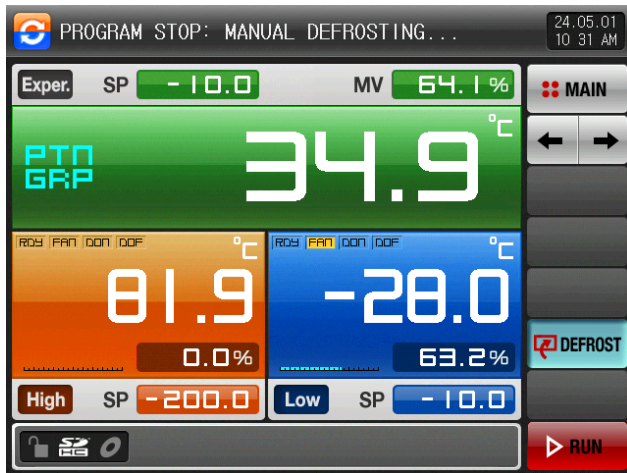 PROGRAM STOP: MANUAL DEFROSTING...
24.05.01
10 31 AM
Exper. SP -10.0 MV 64.1%
MAIN
PTN
GRP
34.9 °C
RDY FAN DON DOF °C
81.9
0.0%
RDY FAN DON DOF °C
-28.0
63.2%
DEFROST
High SP -200.0
Low SP -10.0
RUN